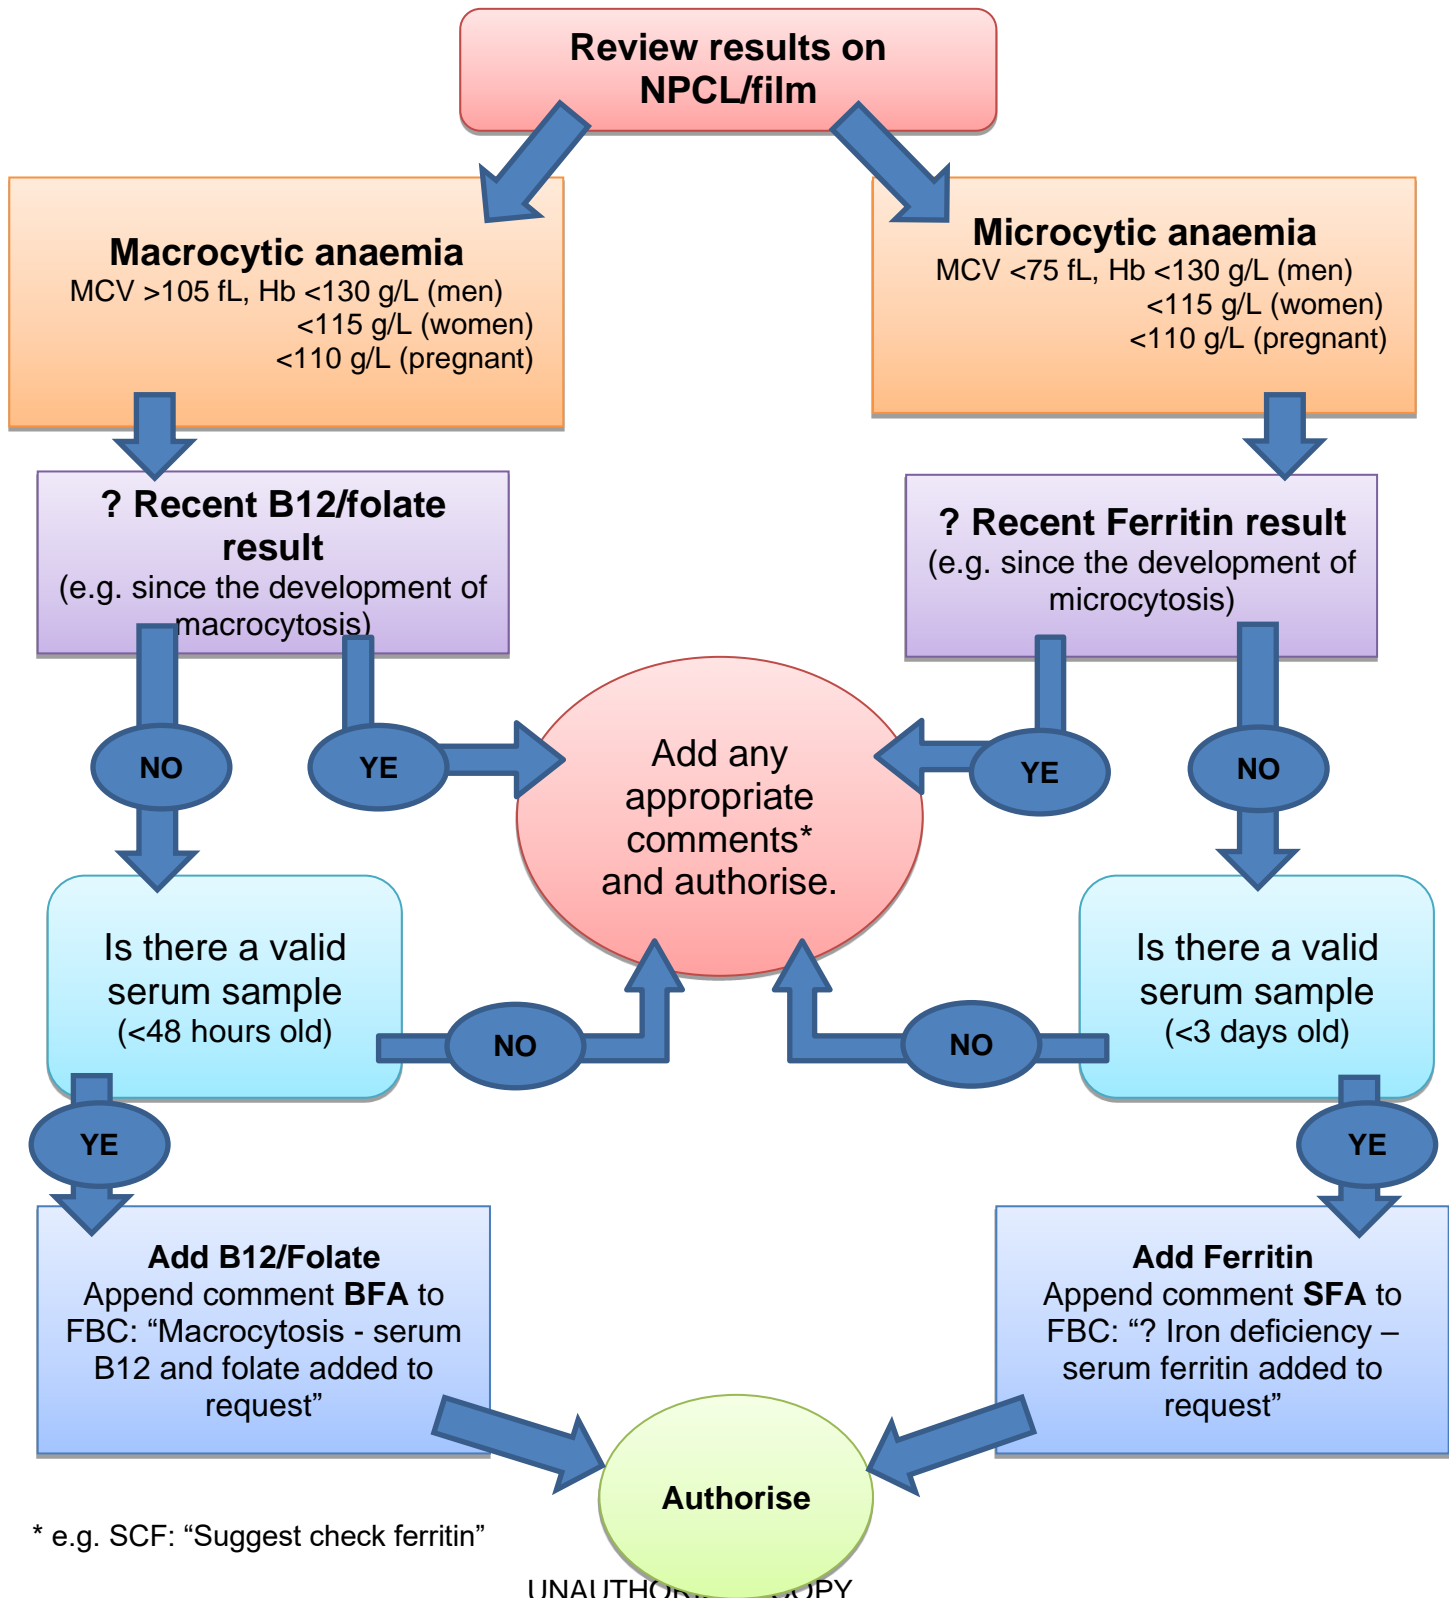 Review results on
NPCL/film
Macrocytic anaemia
MCV >105 fL, Hb <130 g/L (men)
<115 g/L (women)
<110 g/L (pregnant)
Microcytic anaemia
MCV <75 fL, Hb <130 g/L (men)
<115 g/L (women)
<110 g/L (pregnant)
? Recent B12/folate
result
(e.g. since the development of
macrocytosis)
? Recent Ferritin result
(e.g. since the development of
microcytosis)
NO
YE
Add any
appropriate
comments*
and authorise.
YE
NO
Is there a valid
serum sample
(<48 hours old)
NO
NO
Is there a valid
serum sample
(<3 days old)
YE
YE
Add B12/Folate
Append comment BFA to
FBC: “Macrocytosis - serum
B12 and folate added to
request”
Add Ferritin
Append comment SFA to
FBC: “? Iron deficiency –
serum ferritin added to
request”
Authorise
* e.g. SCF: “Suggest check ferritin”